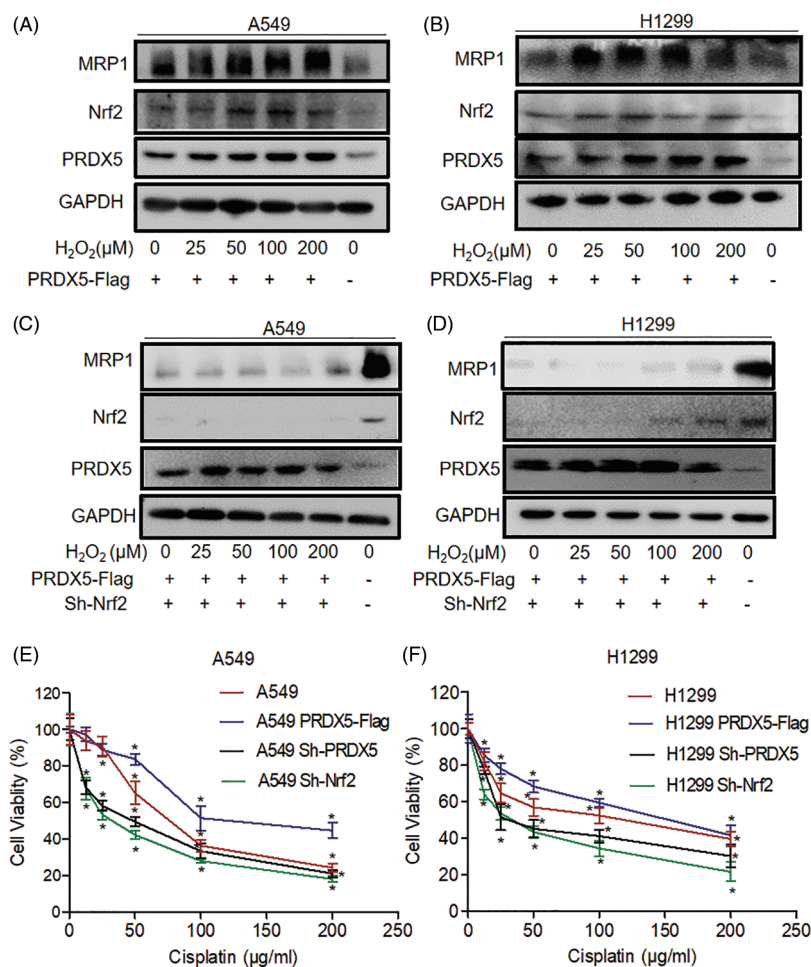 (A)
A549
MRP1
Nrf2
PRDX5
GAPDH
H₂O₂(μM) 0 25 50 100 200 0
PRDX5-Flag + + + + + -
(B)
H1299
MRP1
Nrf2
PRDX5
GAPDH
H₂O₂(μM) 0 25 50 100 200 0
PRDX5-Flag + + + + + -
(C)
A549
MRP1
Nrf2
PRDX5
GAPDH
H₂O₂(μM) 0 25 50 100 200 0
PRDX5-Flag + + + + + -
Sh-Nrf2 + + + + + -
(D)
H1299
MRP1
Nrf2
PRDX5
GAPDH
H₂O₂(μM) 0 25 50 100 200 0
PRDX5-Flag + + + + + -
Sh-Nrf2 + + + + + -
(E)
A549
A549
A549 PRDX5-Flag
A549 Sh-PRDX5
A549 Sh-Nrf2
Cell Viablity (%)
120
100
80
60
40
20
0
0 50 100 150 200 250
Cisplatin (μg/ml)
(F)
H1299
H1299
H1299 PRDX5-Flag
H1299 Sh-PRDX5
H1299 Sh-Nrf2
Cell Viablity (%)
120
100
80
60
40
20
0
0 50 100 150 200 250
Cisplatin (μg/ml)